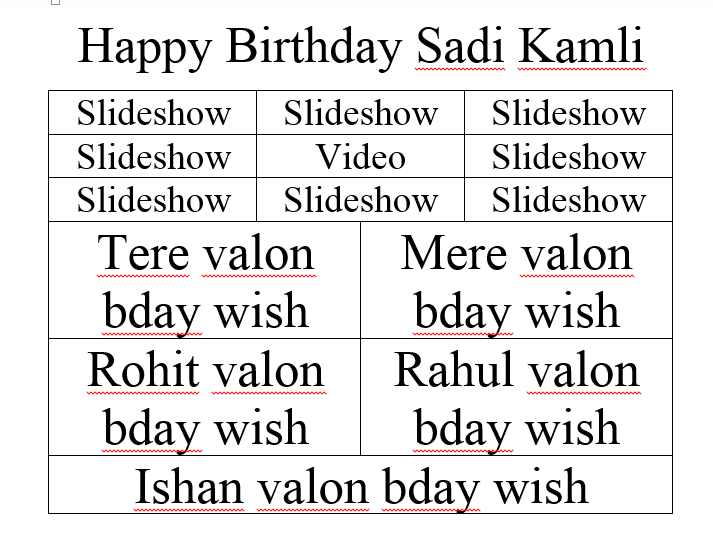 Happy Birthday Sadi Kamli
Slideshow Slideshow Slideshow
Slideshow Video Slideshow
Slideshow Slideshow Slideshow
Tere valon
bday wish
Mere valon
bday wish
Rohit valon
bday wish
Rahul valon
bday wish
Ishan valon bday wish